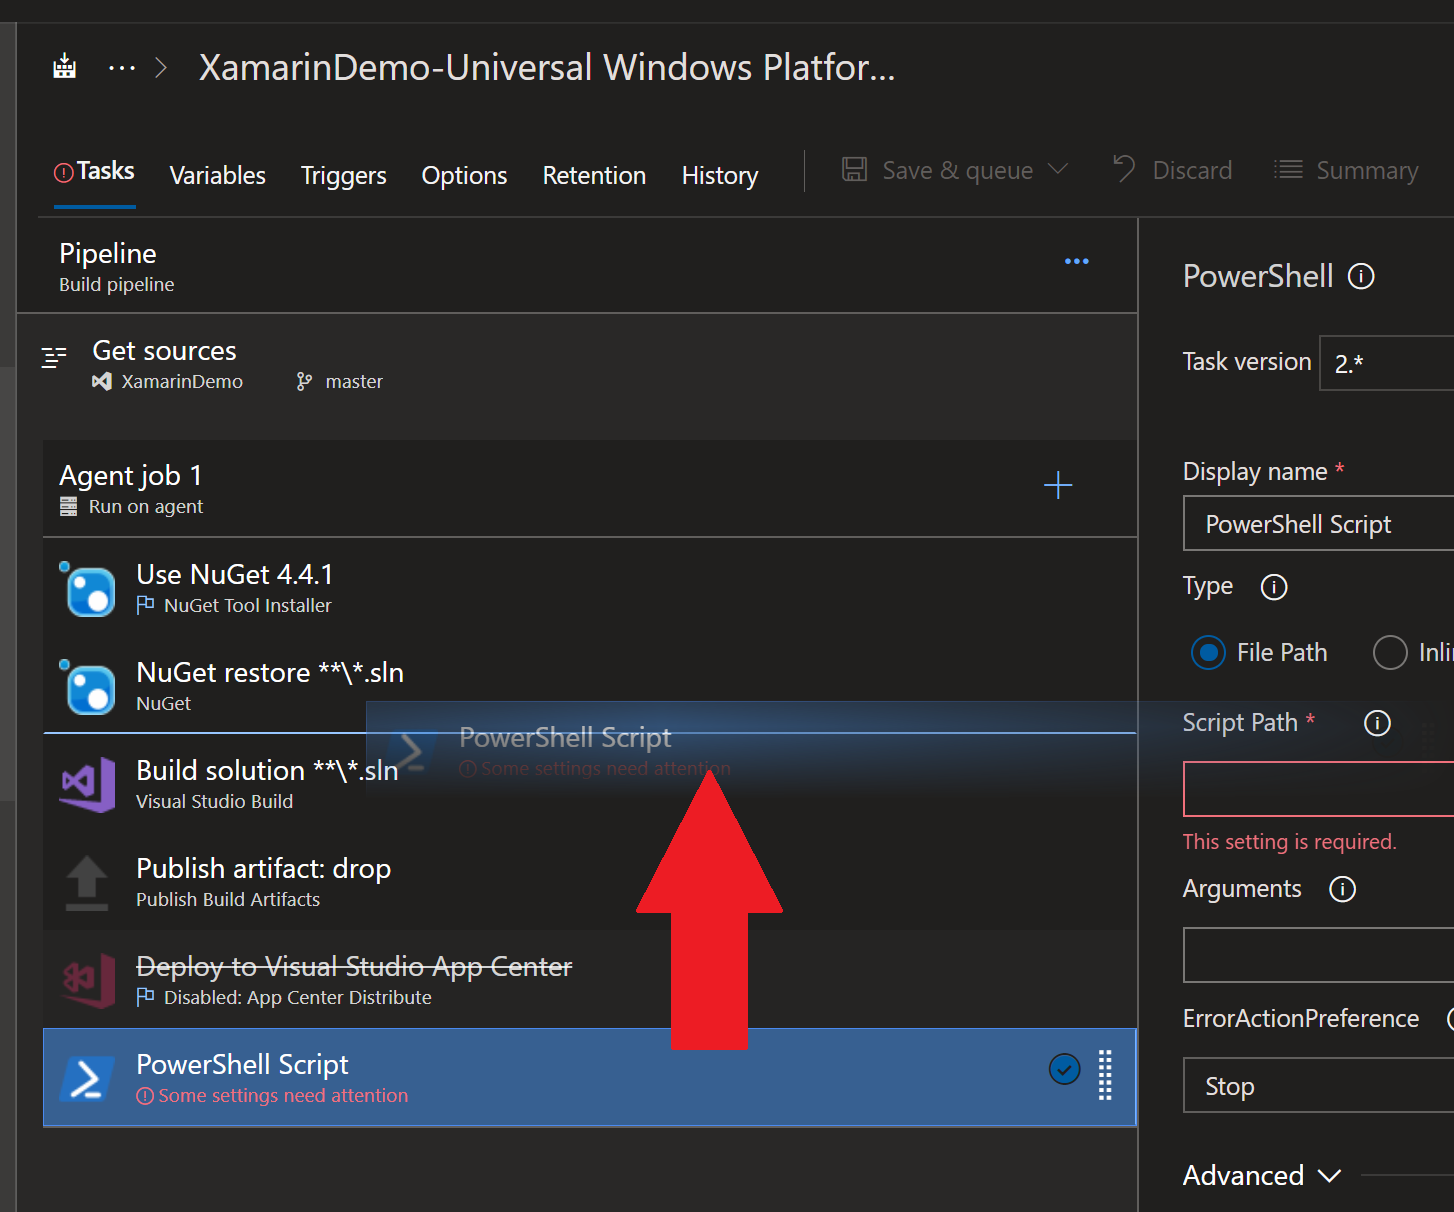 XamarinDemo-Universal Windows Platfor...
Tasks Variables Triggers Options Retention History Save & queue Discard Summary
Pipeline
Build pipeline
Get sources
XamarinDemo master
Agent job 1
Run on agent
Use NuGet 4.4.1
NuGet Tool Installer
NuGet restore **\*.sln
NuGet
PowerShell Script
Some settings need attention
Build solution **\*.sln
Visual Studio Build
Publish artifact: drop
Publish Build Artifacts
Deploy to Visual Studio App Center
Disabled: App Center Distribute
PowerShell Script
Some settings need attention
PowerShell
Task version 2.*
Display name *
PowerShell Script
Type
File Path Inli
Script Path *
This setting is required.
Arguments
ErrorActionPreference
Stop
Advanced